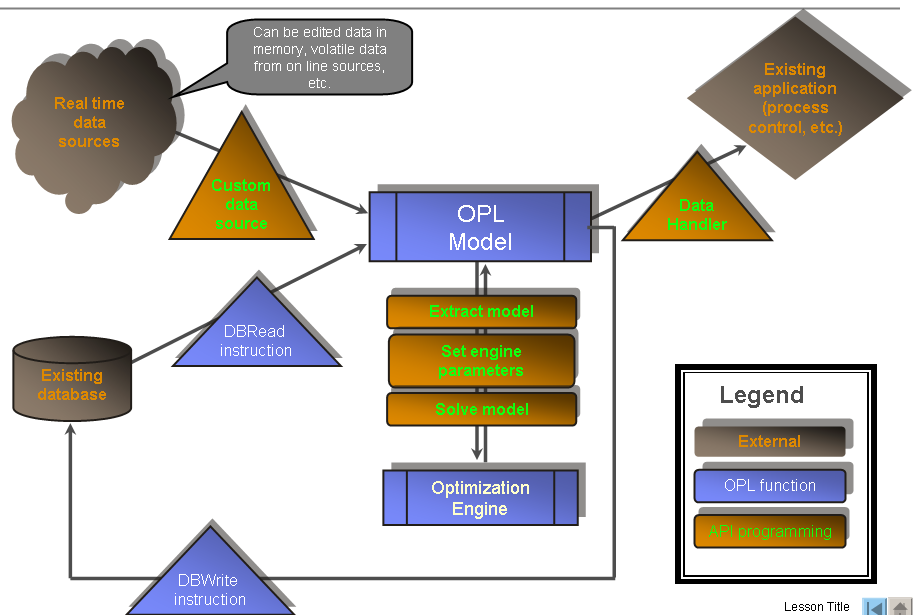 Can be edited data in
memory, volatile data
from on line sources,
etc.
Real time
data
sources
Existing
application
(process
control, etc.)
Custom
data
source
OPL
Model
Data
Handler
DBRead
instruction
Extract model
Set engine
parameters
Solve model
Existing
database
Optimization
Engine
DBWrite
instruction
Legend
External
OPL function
API programming
Lesson Title